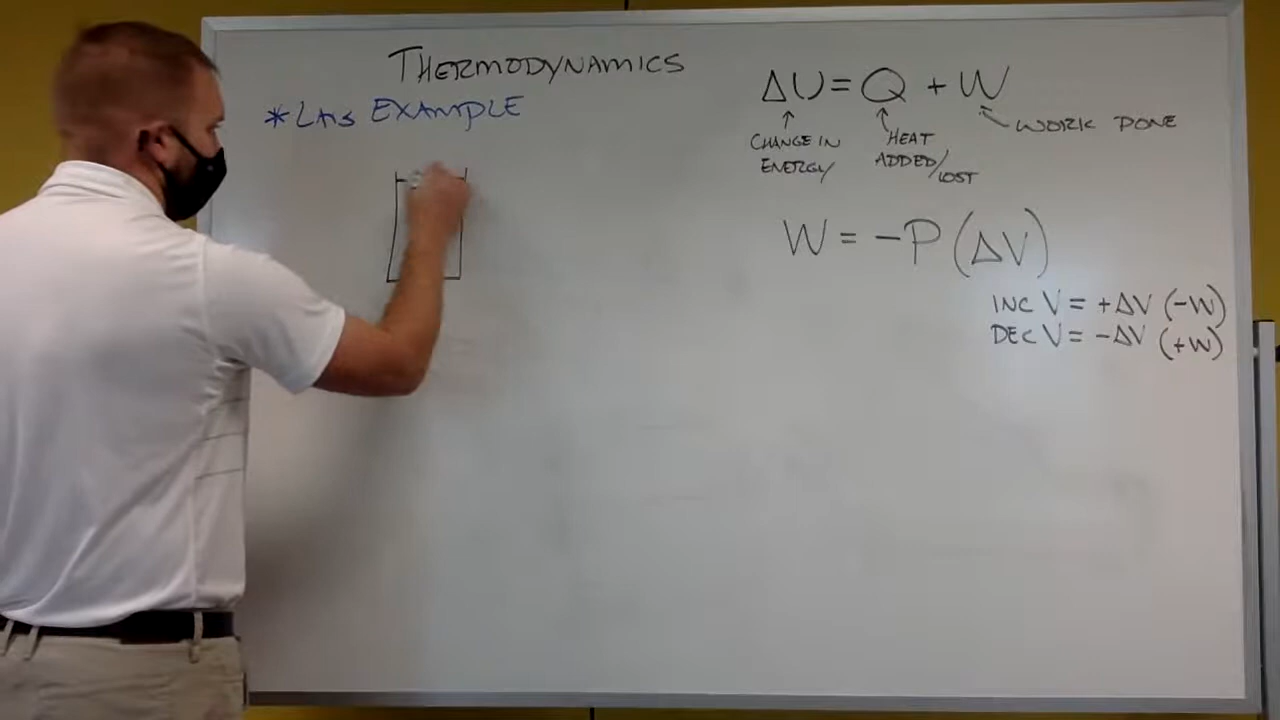 THERMODYNAMICS
*LAB EXAMPLE
ΔU = Q + W
↑ ↑ WORK DONE
CHANGE IN ENERGY
HEAT ADDED/LOST
W = -P(ΔV)
INC V = +ΔV (-W)
DEC V = -ΔV (+W)